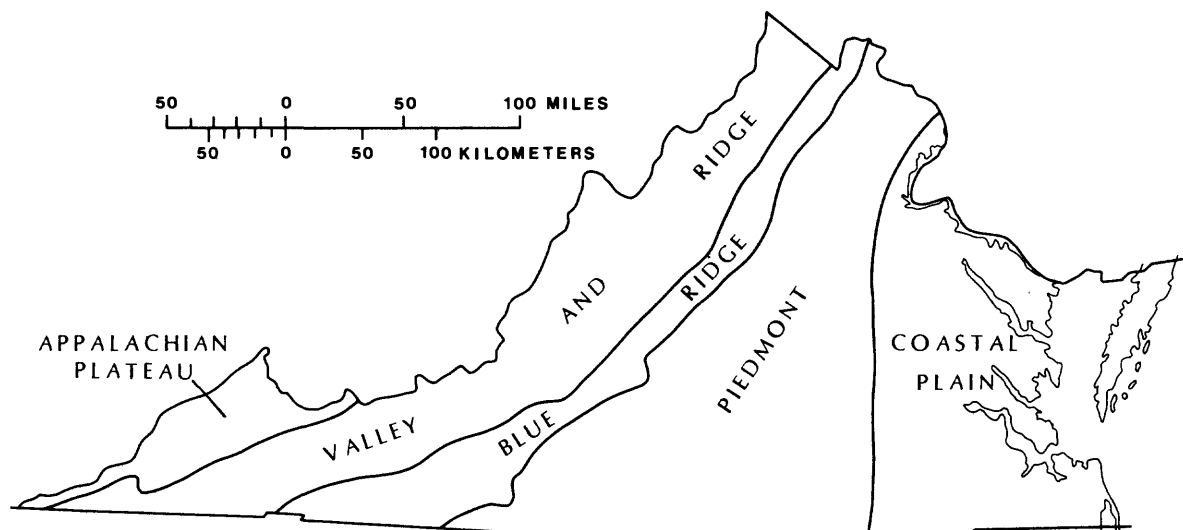 50 0 50 100 MILES
50 0 50 100 KILOMETERS
VALLEY AND RIDGE
BLUE RIDGE
PIEDMONT
COASTAL
PLAIN
APPALACHIAN
PLATEAU